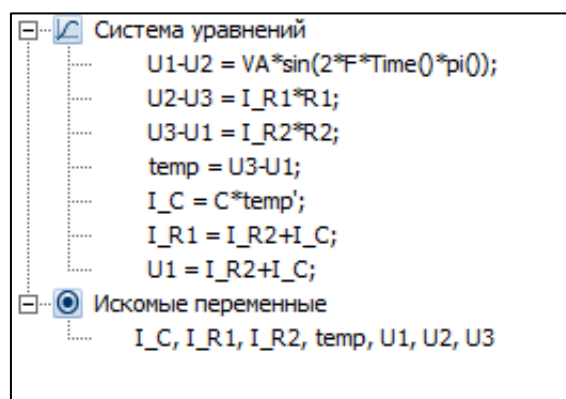 Система уравнений
U1-U2 = VA*sin(2*F*Time()*pi());
U2-U3 = I_R1*R1;
U3-U1 = I_R2*R2;
temp = U3-U1;
I_C = C*temp';
I_R1 = I_R2+I_C;
U1 = I_R2+I_C;
Искомые переменные
I_C, I_R1, I_R2, temp, U1, U2, U3